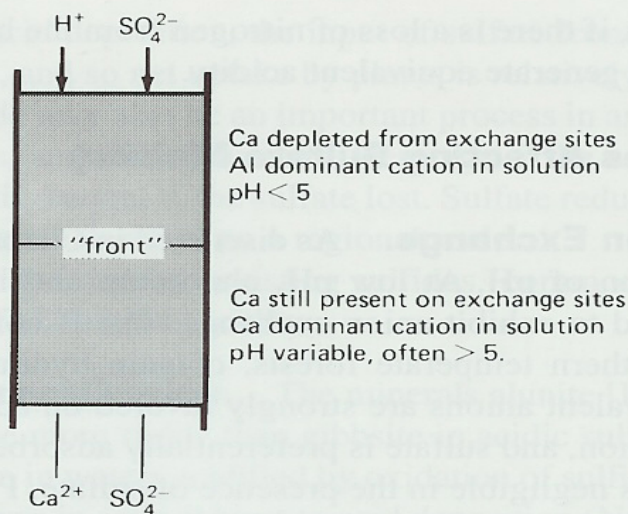 H⁺ SO₄²⁻
Ca depleted from exchange sites
Al dominant cation in solution
pH < 5
"front"
Ca still present on exchange sites
Ca dominant cation in solution
pH variable, often > 5.
Ca²⁺ SO₄²⁻